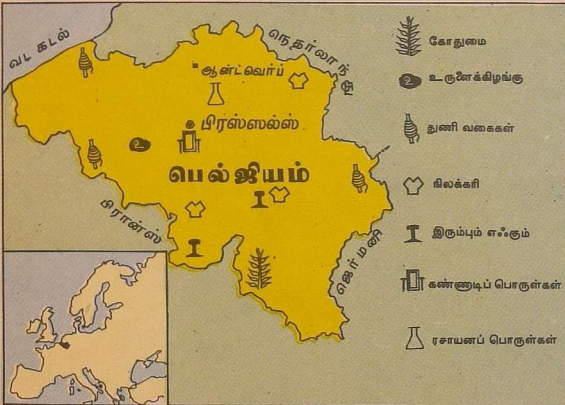 வட கடல்
நெதர்லாந்து
ஆன்ட்வெர்ப்
பிரஸ்ஸல்ஸ்
பெல்ஜியம்
பிரான்ஸ்
ஜெர்மனி
கோதுமை
உருளைக்கிழங்கு
துணி வகைகள்
நிலக்கரி
இரும்பும் எஃகும்
கண்ணாடிப் பொருள்கள்
ரசாயனப் பொருள்கள்